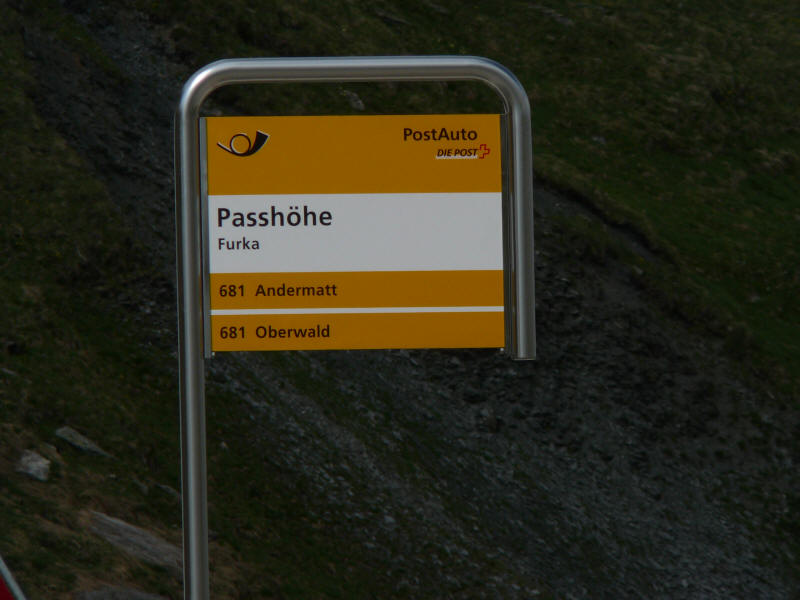 PostAuto
DIE POST
Passhöhe
Furka
681 Andermatt
681 Oberwald